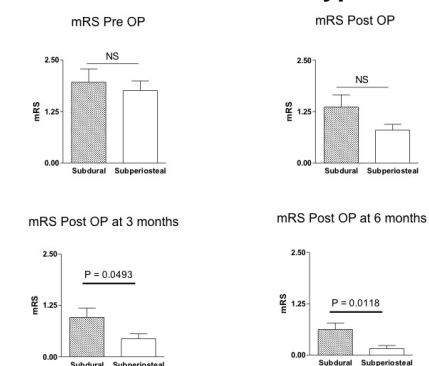 mRS Pre OP
2.50
1.25
0.00
mRS
NS
Subdural Subperiosteal
mRS Post OP
2.50
1.25
0.00
mRS
NS
Subdural Subperiosteal
mRS Post OP at 3 months
2.50
1.25
0.00
mRS
P = 0.0493
Subdural Subperiosteal
mRS Post OP at 6 months
2.50
1.25
0.00
mRS
P = 0.0118
Subdural Subperiosteal